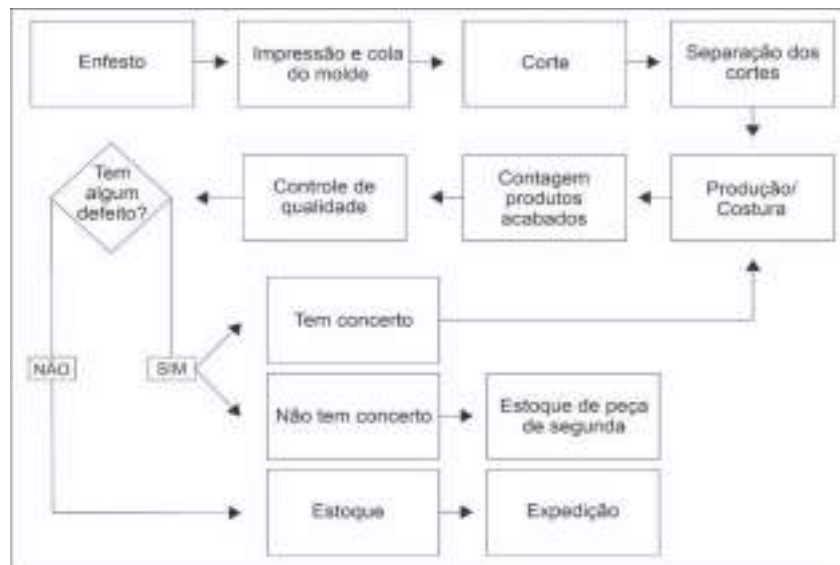 Enfesto
Impressão e cola
do molde
Corte
Separação dos
cortes
Tem
algum
defeito?
Controle de
qualidade
Contagem
produtos
acabados
Produção/
Costura
Tem concerto
NÃO
SIM
Não tem concerto
Estoque de peça
de segunda
Estoque
Expedição